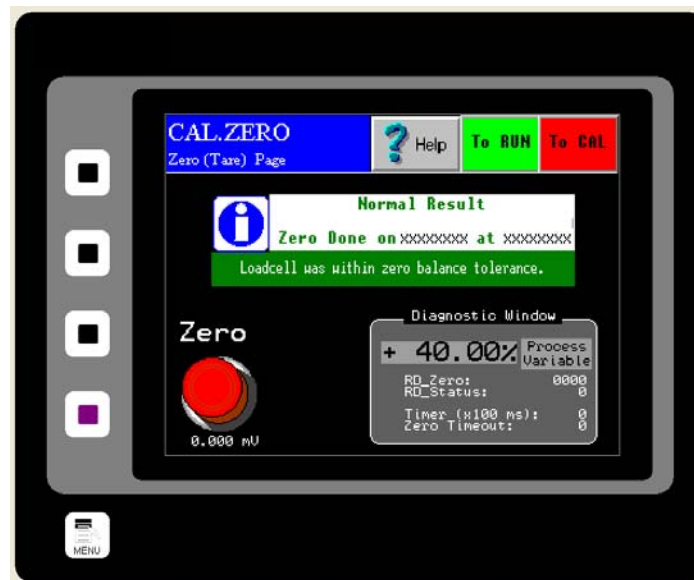 CAL.ZERO
Zero (Tare) Page
? Help
To RUN
To CAL
Normal Result
i
Zero Done on XXXXXXXX at XXXXXXXX
Loadcell was within zero balance tolerance.
Zero
0.000 mV
Diagnostic Window
+ 40.00% Process Variable
RD_Zero: 0000
RD_Status: 0
Timer (x100 ms): 0
Zero Timeout: 0
MENU